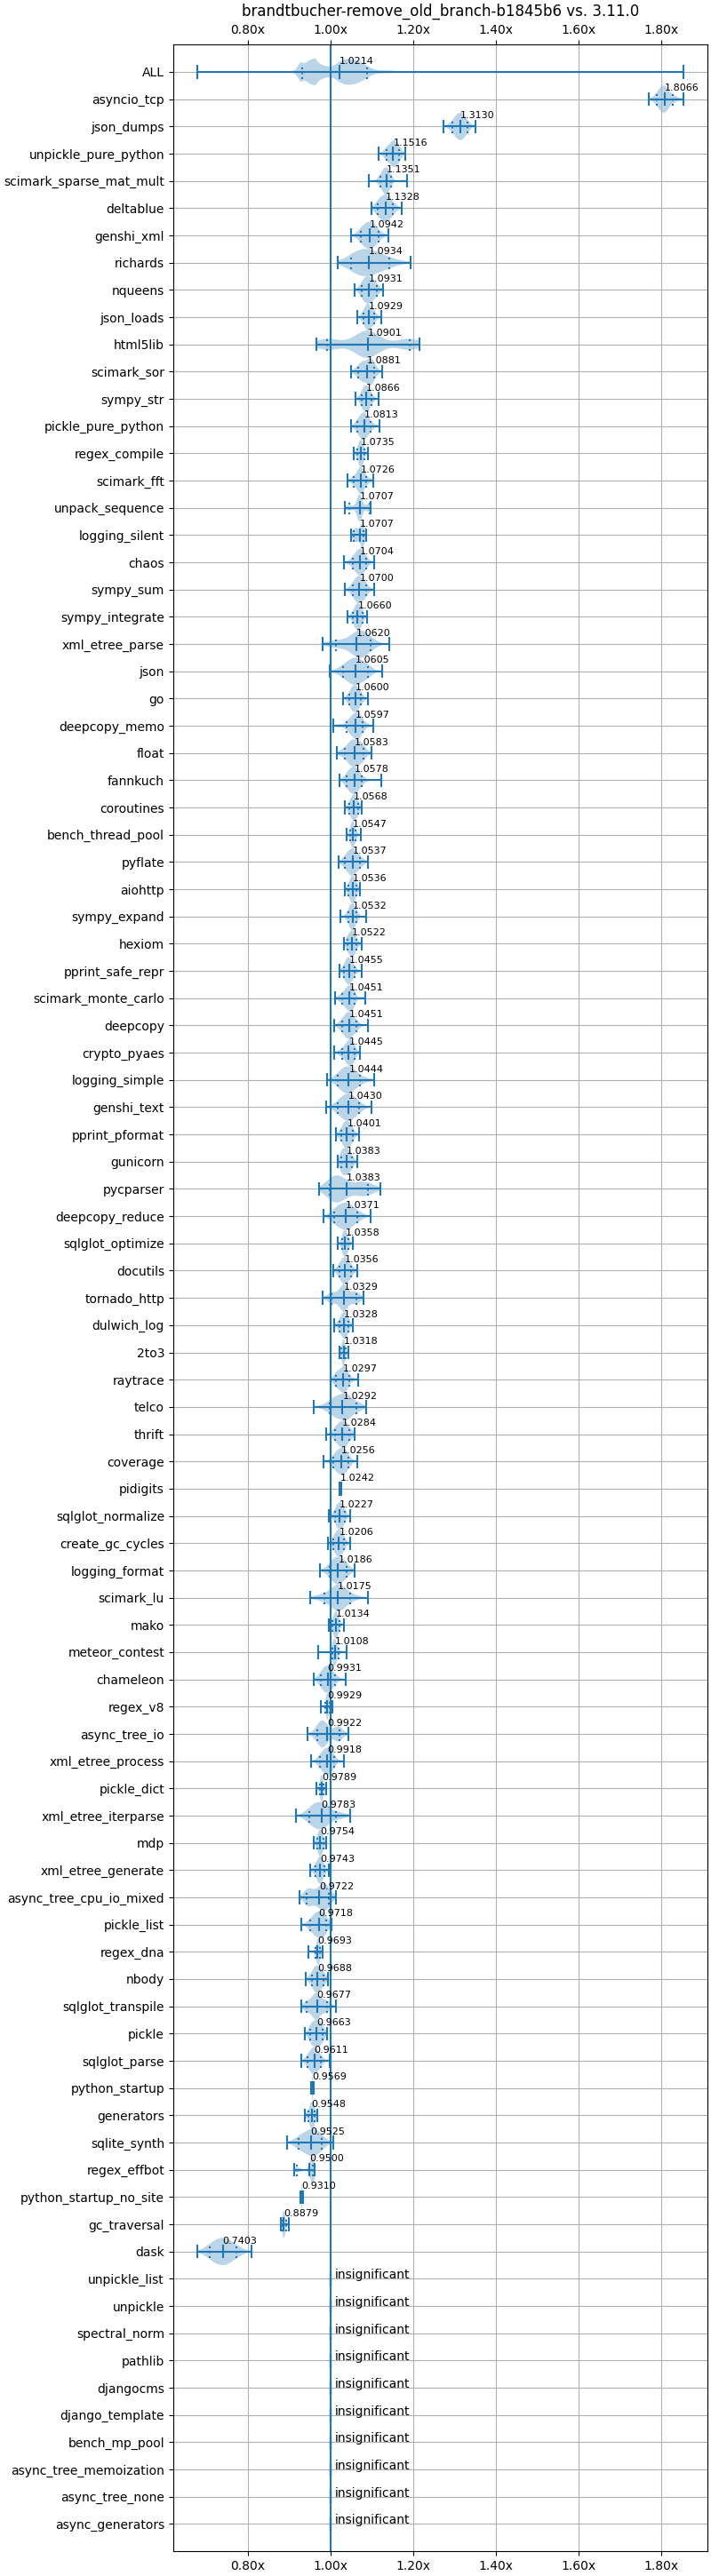 brandtbucher-remove_old_branch-b1845b6 vs. 3.11.0
0.80x 1.00x 1.20x 1.40x 1.60x 1.80x
ALL 1.0214
asyncio_tcp 1.8066
json_dumps 1.3130
unpickle_pure_python 1.1516
scimark_sparse_mat_mult 1.1351
deltablue 1.1328
genshi_xml 1.0942
richards 1.0934
nqueens 1.0931
json_loads 1.0929
html5lib 1.0901
scimark_sor 1.0881
sympy_str 1.0866
pickle_pure_python 1.0813
regex_compile 1.0735
scimark_fft 1.0726
unpack_sequence 1.0707
logging_silent 1.0707
chaos 1.0704
sympy_sum 1.0700
sympy_integrate 1.0660
xml_etree_parse 1.0620
json 1.0605
go 1.0600
deepcopy_memo 1.0597
float 1.0583
fannkuch 1.0578
coroutines 1.0568
bench_thread_pool 1.0547
pyflate 1.0537
aiohttp 1.0536
sympy_expand 1.0532
hexiom 1.0522
pprint_safe_repr 1.0455
scimark_monte_carlo 1.0451
deepcopy 1.0451
crypto_pyaes 1.0445
logging_simple 1.0444
genshi_text 1.0430
pprint_pformat 1.0401
gunicorn 1.0383
pycparser 1.0383
deepcopy_reduce 1.0371
sqlglot_optimize 1.0358
docutils 1.0356
tornado_http 1.0329
dulwich_log 1.0328
2to3 1.0318
raytrace 1.0297
telco 1.0292
thrift 1.0284
coverage 1.0256
pidigits 1.0242
sqlglot_normalize 1.0227
create_gc_cycles 1.0206
logging_format 1.0186
scimark_lu 1.0175
mako 1.0134
meteor_contest 1.0108
chameleon 0.9931
regex_v8 0.9929
async_tree_io 0.9922
xml_etree_process 0.9918
pickle_dict 0.9789
xml_etree_iterparse 0.9783
mdp 0.9754
xml_etree_generate 0.9743
async_tree_cpu_io_mixed 0.9722
pickle_list 0.9718
regex_dna 0.9693
nbody 0.9688
sqlglot_transpile 0.9677
pickle 0.9663
sqlglot_parse 0.9611
python_startup 0.9569
generators 0.9548
sqlite_synth 0.9525
regex_effbot 0.9500
python_startup_no_site 0.9310
gc_traversal 0.8879
dask 0.7403
unpickle_list insignificant
unpickle insignificant
spectral_norm insignificant
pathlib insignificant
djangocms insignificant
django_template insignificant
bench_mp_pool insignificant
async_tree_memoization insignificant
async_tree_none insignificant
async_generators insignificant
0.80x 1.00x 1.20x 1.40x 1.60x 1.80x